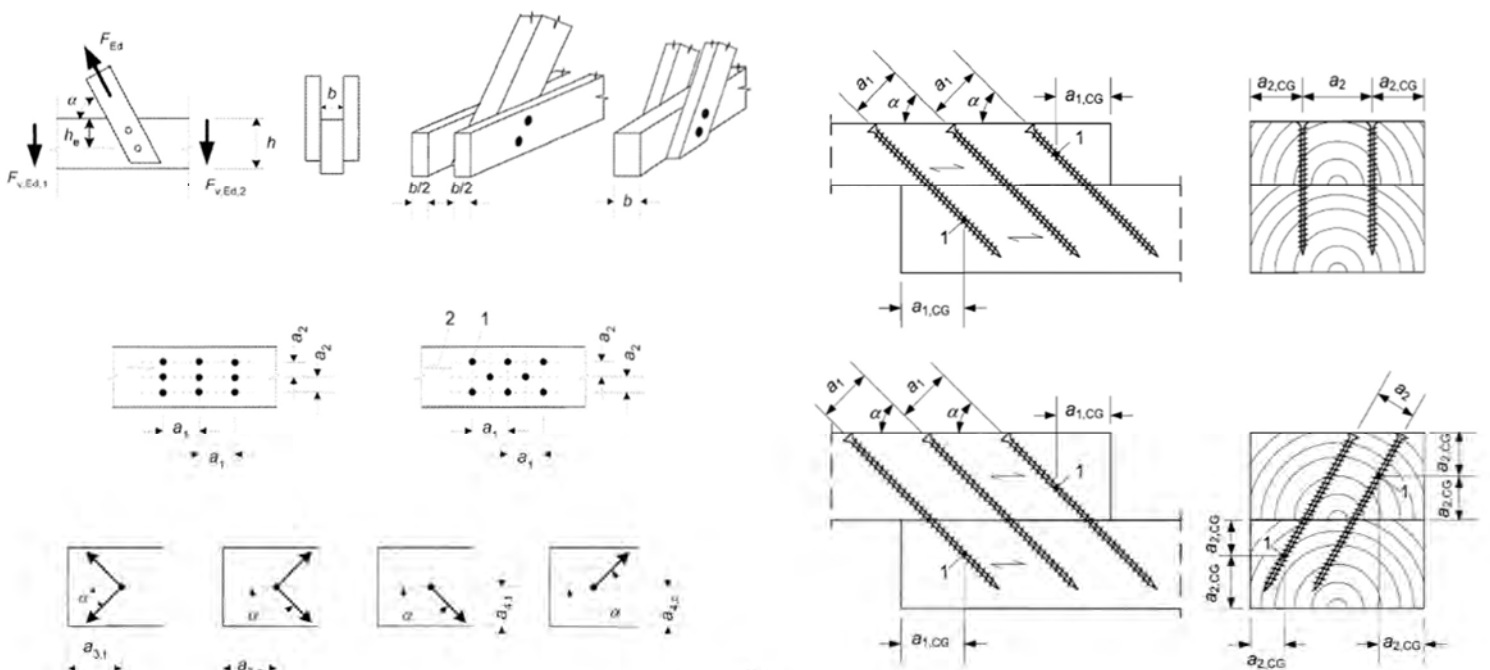 F_Ed
α
h_e
h
F_v,Ed,1
F_v,Ed,2
b
b/2
b/2
b
2
1
a_2
a_2
a_1
a_1
a_2
a_2
a_1
a_1
α
a_3,t
α
α
a_4,t
α
a_1
a_1
α
α
a_1,CG
1
1
a_1,CG
a_2,CG
a_2
a_2,CG
a_1
a_1
α
α
a_1,CG
1
1
a_1,CG
a_2
a_2,CG
a_2,CG
1
a_2,CG
1
a_2,CG
a_2,CG
a_2,CG